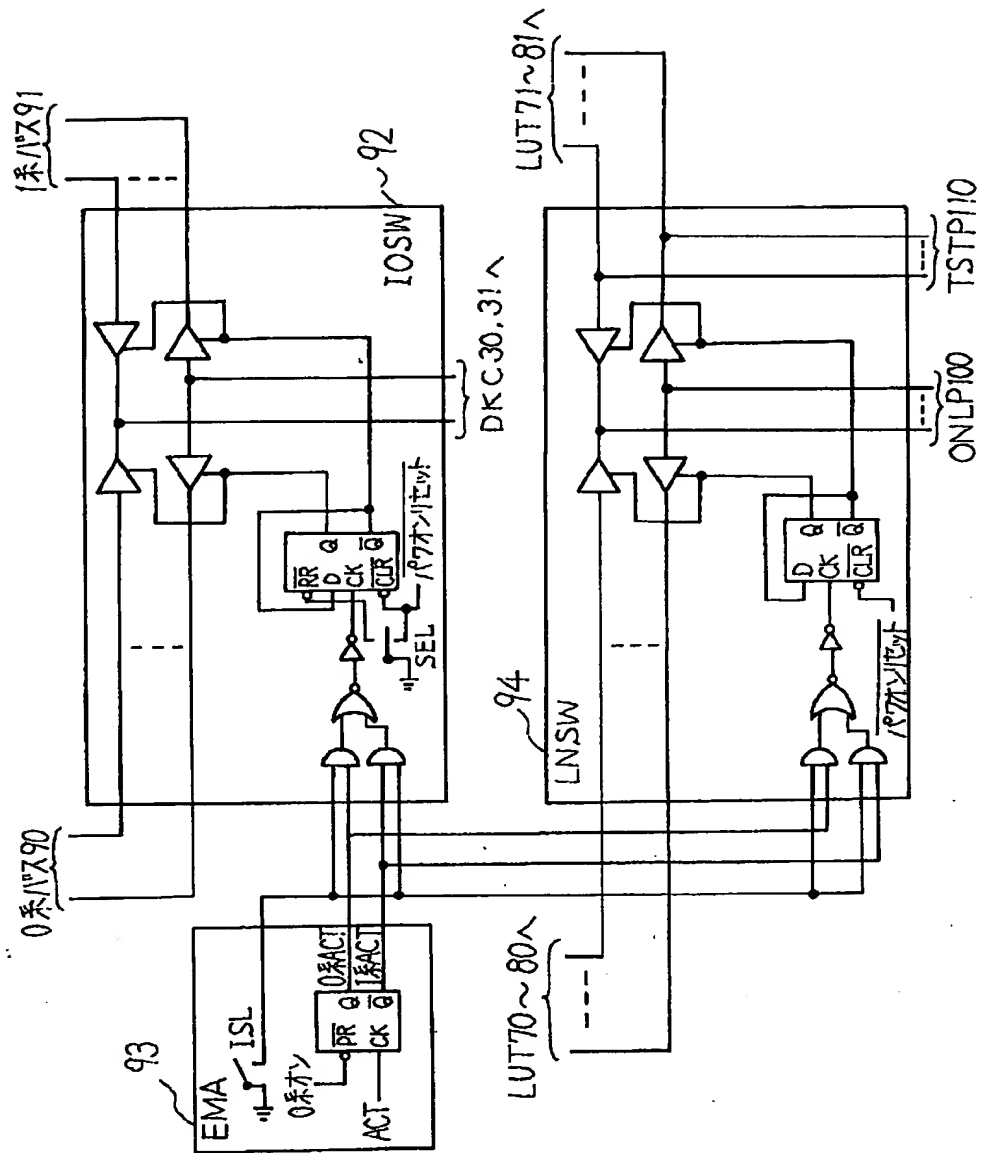 0系バス90
1系バス91
92
IOSW
DKC30,31へ
RR
D
CK
CLR
Q
Q
パワオンリセット
SEL
93
EMA
ISL
0系ACT
1系ACT
0系オン
PR
CK
Q
Q
ACT
94
LNSW
LUT70〜80へ
LUT71〜81へ
D
CK
CLR
Q
Q
パワオンリセット
ONLP100
TSTP110